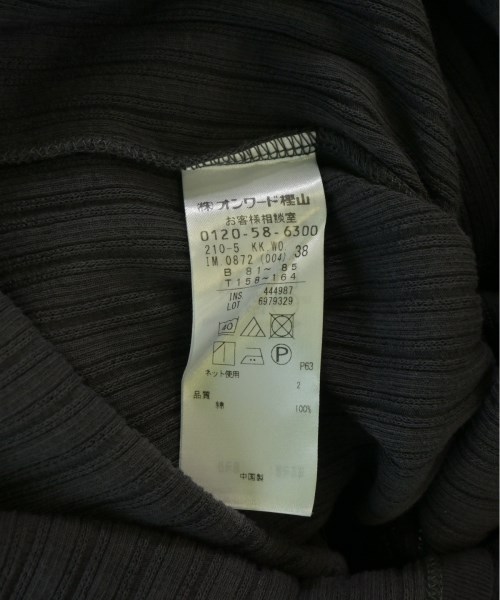 ㈱オンワード樫山
お客様相談室
0120-58-6300
210-5 KK.WO
IM 0872 (004) 38
B 81~ 85
T158~164
INS 444987
LOT 6979329
40
P
ネット使用
P63
2
品質
綿 100%
中国製